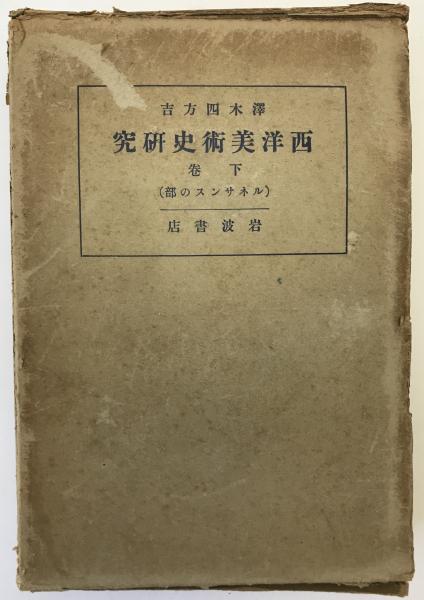 澤木四方吉
西洋美術史研究
下卷
(ルネサンスの部)
岩波書店